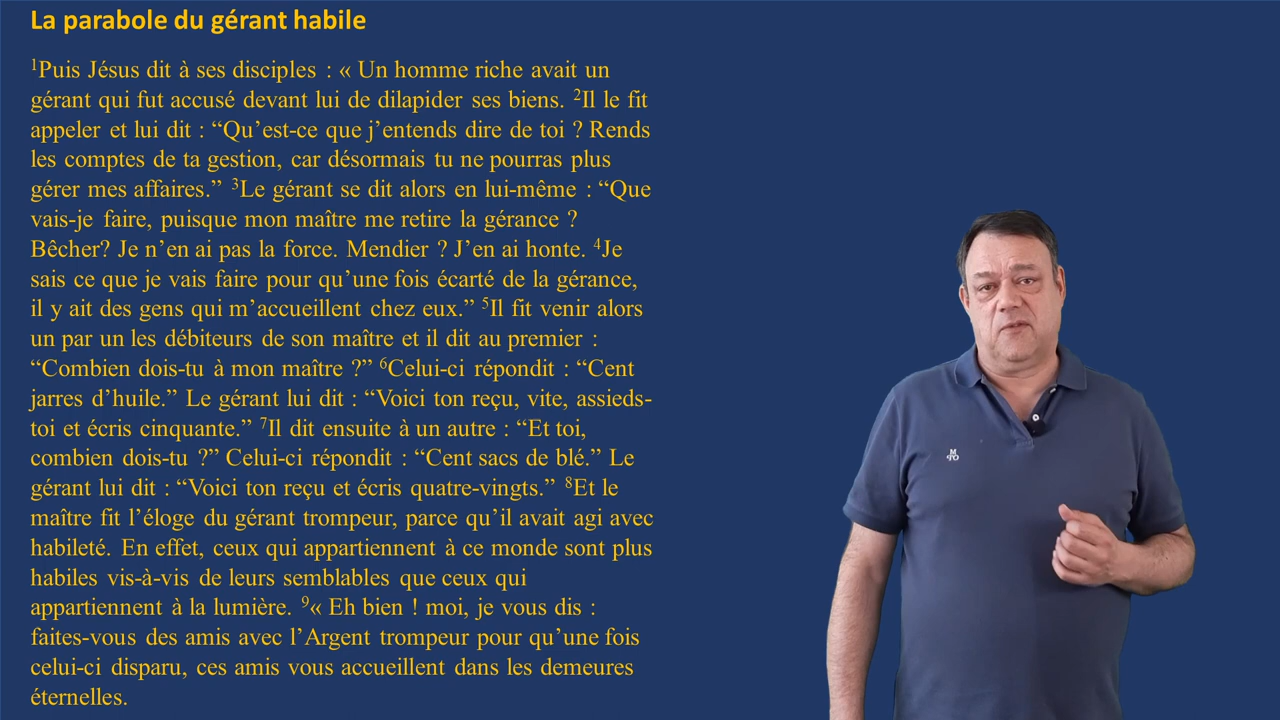 La parabole du gérant habile
¹Puis Jésus dit à ses disciples : « Un homme riche avait un
gérant qui fut accusé devant lui de dilapider ses biens. ²Il le fit
appeler et lui dit : “Qu’est-ce que j’entends dire de toi ? Rends
les comptes de ta gestion, car désormais tu ne pourras plus
gérer mes affaires.” ³Le gérant se dit alors en lui-même : “Que
vais-je faire, puisque mon maître me retire la gérance ?
Bêcher? Je n’en ai pas la force. Mendier ? J’en ai honte. ⁴Je
sais ce que je vais faire pour qu’une fois écarté de la gérance,
il y ait des gens qui m’accueillent chez eux.” ⁵Il fit venir alors
un par un les débiteurs de son maître et il dit au premier :
“Combien dois-tu à mon maître ?” ⁶Celui-ci répondit : “Cent
jarres d’huile.” Le gérant lui dit : “Voici ton reçu, vite, assieds-
toi et écris cinquante.” ⁷Il dit ensuite à un autre : “Et toi,
combien dois-tu ?” Celui-ci répondit : “Cent sacs de blé.” Le
gérant lui dit : “Voici ton reçu et écris quatre-vingts.” ⁸Et le
maître fit l’éloge du gérant trompeur, parce qu’il avait agi avec
habileté. En effet, ceux qui appartiennent à ce monde sont plus
habiles vis-à-vis de leurs semblables que ceux qui
appartiennent à la lumière. ⁹« Eh bien ! moi, je vous dis :
faites-vous des amis avec l’Argent trompeur pour qu’une fois
celui-ci disparu, ces amis vous accueillent dans les demeures
éternelles.